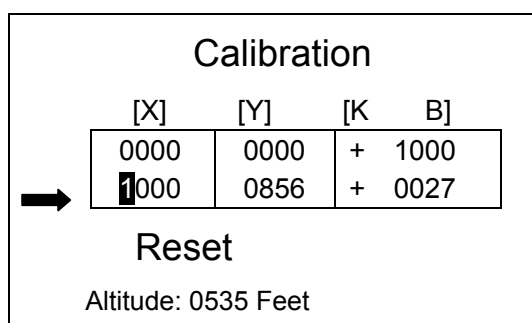 Calibration
[X] [Y] [K B]
0000 0000 + 1000
1000 0856 + 0027
Reset
Altitude: 0535 Feet